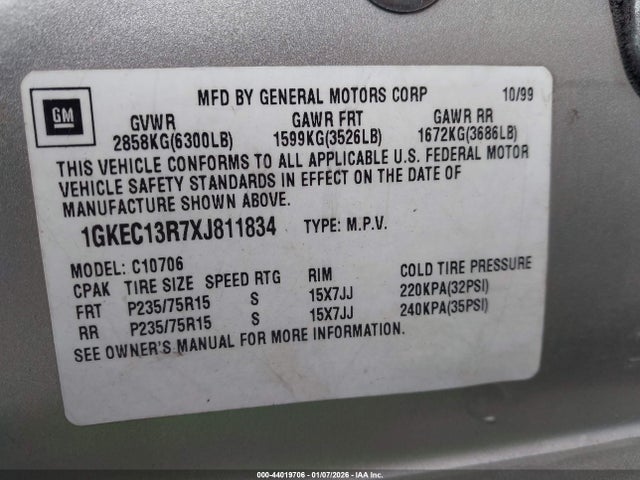 GM
MFD BY GENERAL MOTORS CORP 10/99
GVWR GAWR FRT GAWR RR
2858KG(6300LB) 1599KG(3526LB) 1672KG(3686LB)
THIS VEHICLE CONFORMS TO ALL APPLICABLE U.S. FEDERAL MOTOR
VEHICLE SAFETY STANDARDS IN EFFECT ON THE DATE OF
MANUFACTURE SHOWN ABOVE.
1GKEC13R7XJ811834 TYPE: M.P.V.
MODEL: C10706
CPAK TIRE SIZE SPEED RTG RIM COLD TIRE PRESSURE
FRT P235/75R15 S 15X7JJ 220KPA(32PSI)
RR P235/75R15 S 15X7JJ 240KPA(35PSI)
SEE OWNER'S MANUAL FOR MORE INFORMATION.
000-44019706 - 01/07/2026 - IAA Inc.